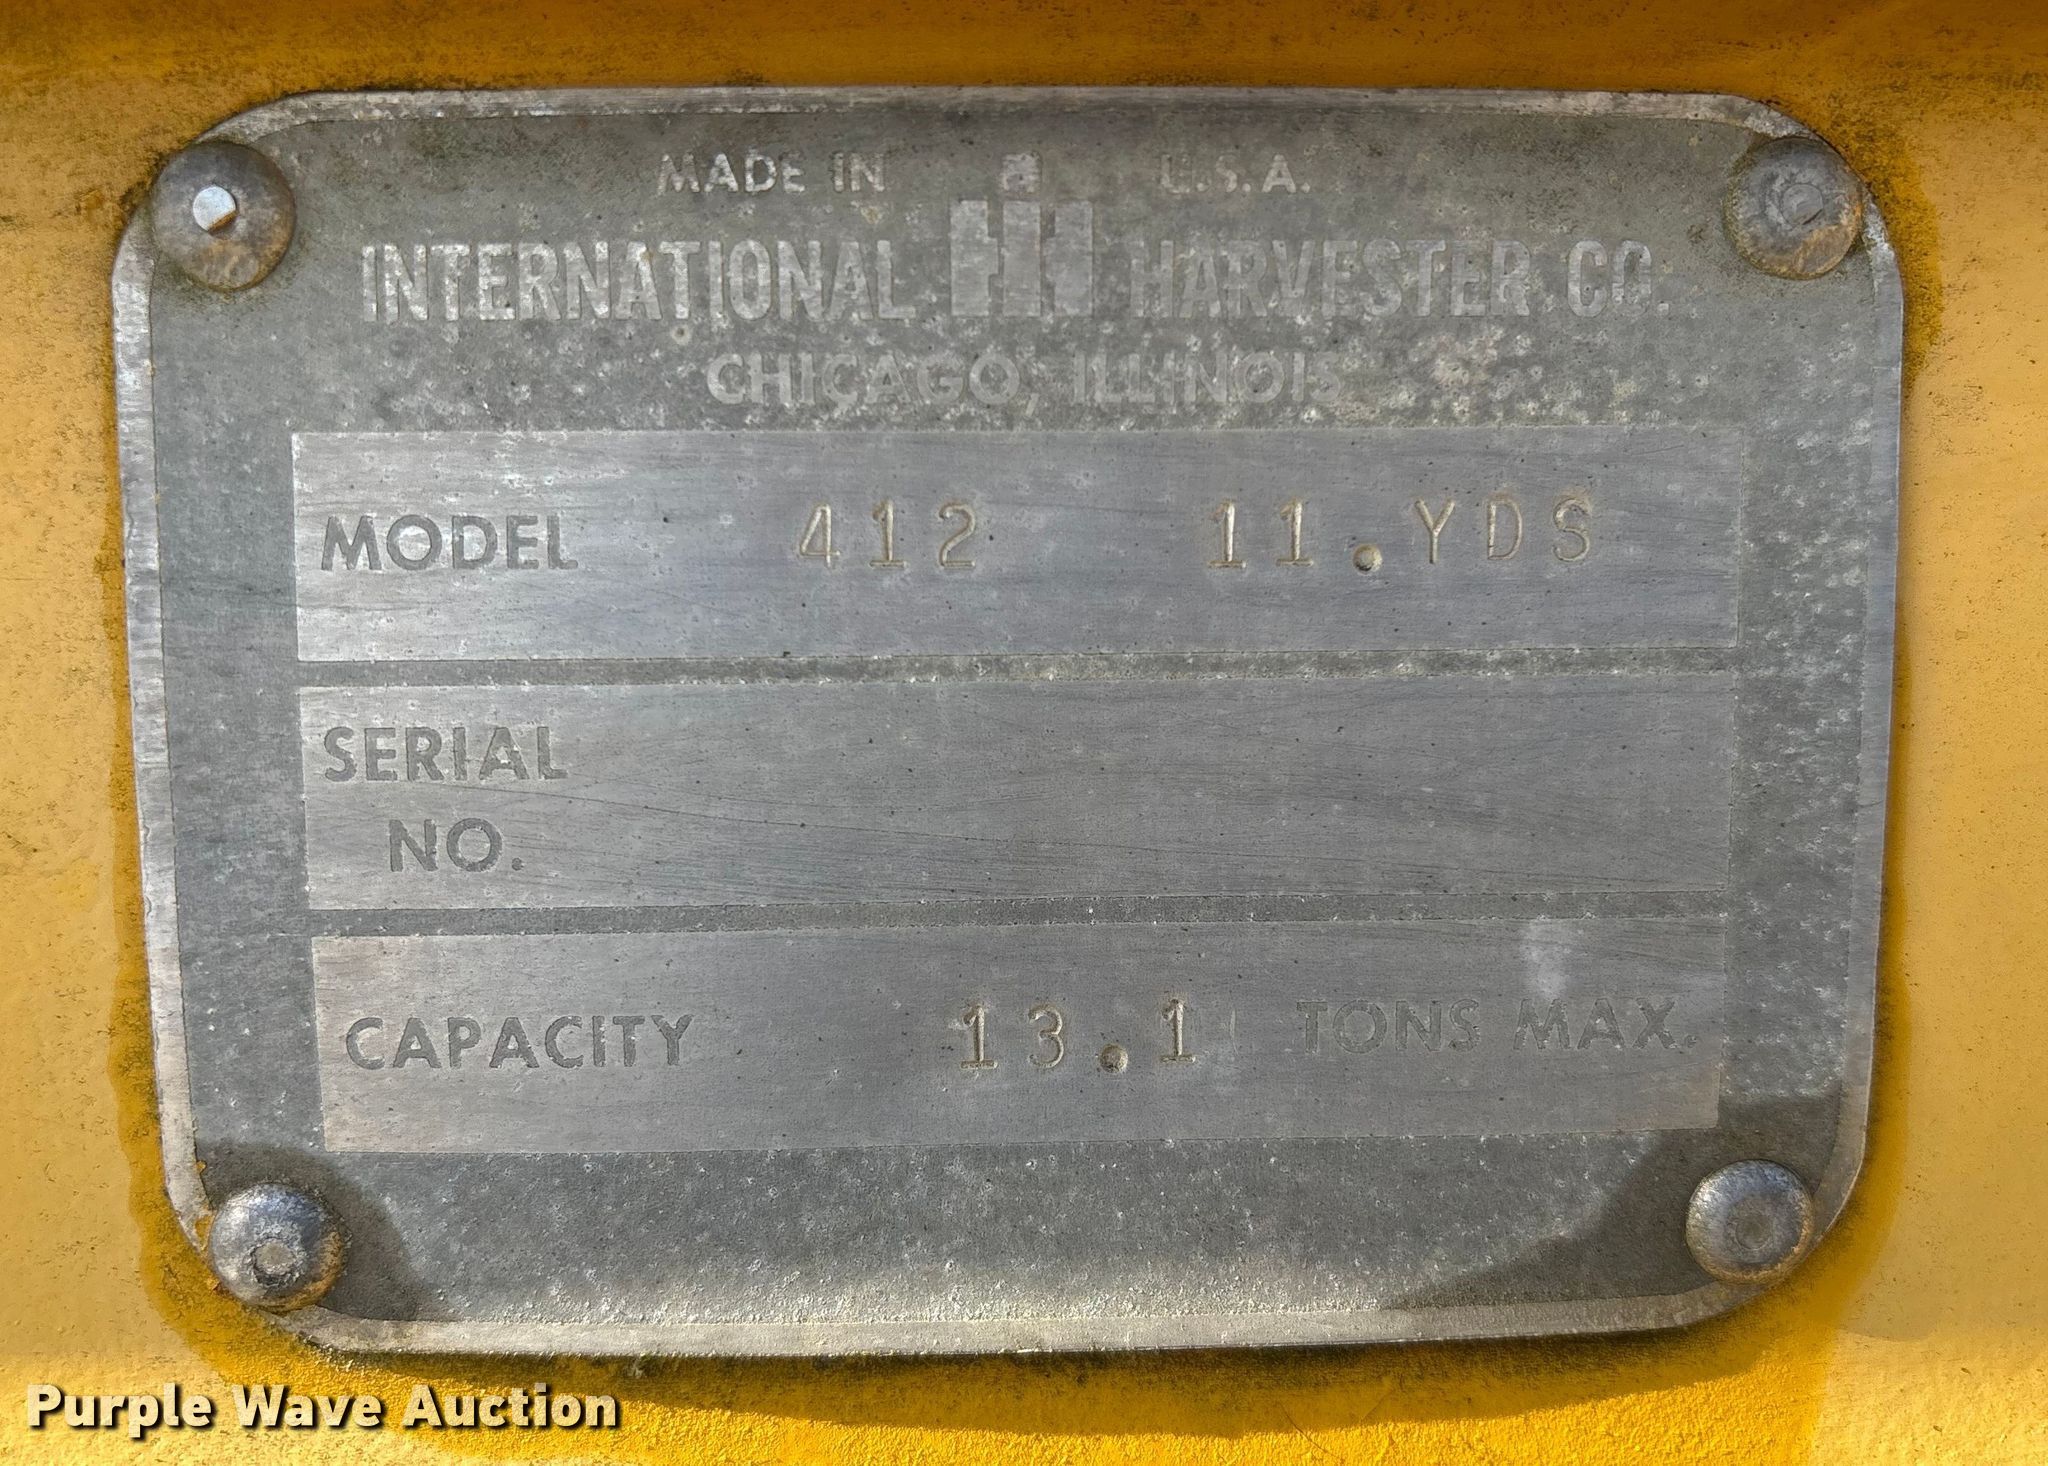 MADE IN U.S.A.
INTERNATIONAL IH HARVESTER CO.
CHICAGO, ILLINOIS
MODEL 412 11.YDS
SERIAL
NO.
CAPACITY 13.1 TONS MAX.
Purple Wave Auction